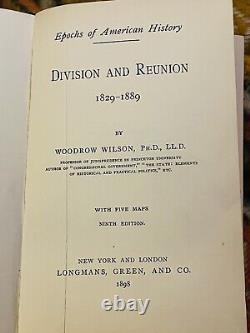 Epochs of American History
DIVISION AND REUNION
1829-1889
BY
WOODROW WILSON, PH.D., LL.D.
PROFESSOR OF JURISPRUDENCE IN PRINCETON UNIVERSITY
AUTHOR OF "CONGRESSIONAL GOVERNMENT," "THE STATE: ELEMENTS
OF HISTORICAL AND PRACTICAL POLITICS," ETC.
WITH FIVE MAPS
NINTH EDITION.
NEW YORK AND LONDON
LONGMANS, GREEN, AND CO.
1898